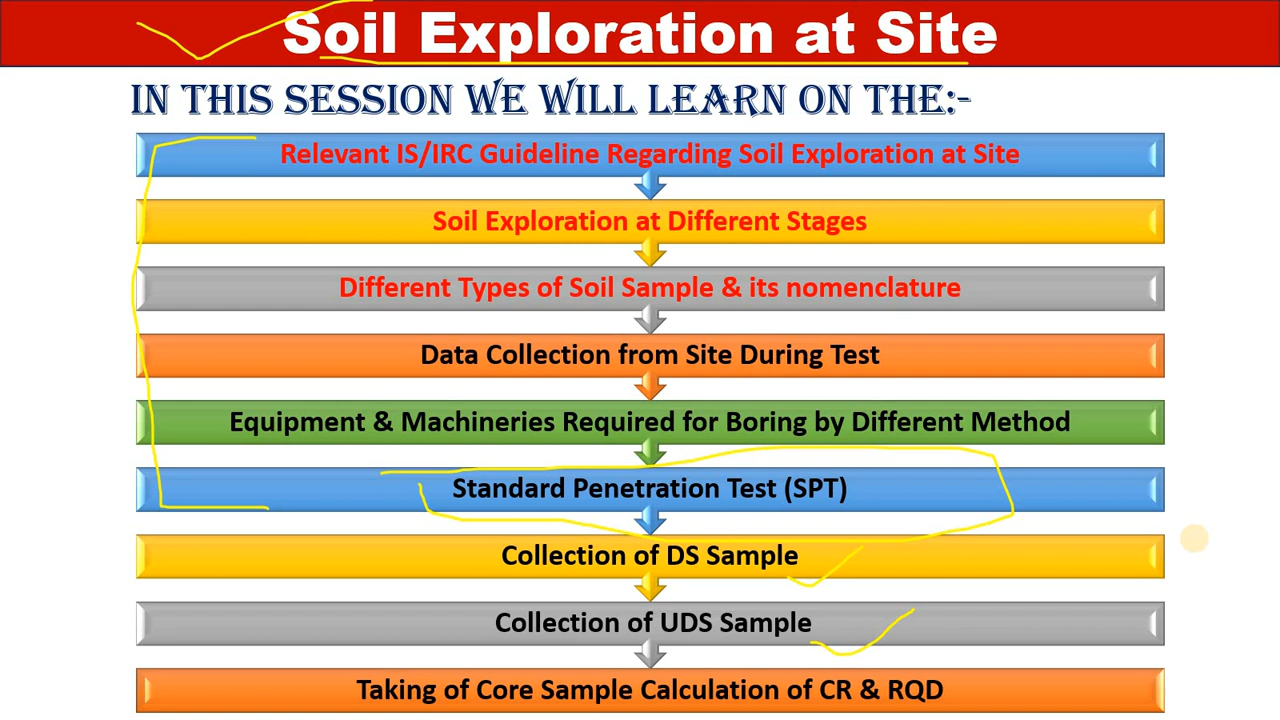 Soil Exploration at Site
IN THIS SESSION WE WILL LEARN ON THE:-
Relevant IS/IRC Guideline Regarding Soil Exploration at Site
Soil Exploration at Different Stages
Different Types of Soil Sample & its nomenclature
Data Collection from Site During Test
Equipment & Machineries Required for Boring by Different Method
Standard Penetration Test (SPT)
Collection of DS Sample
Collection of UDS Sample
Taking of Core Sample Calculation of CR & RQD